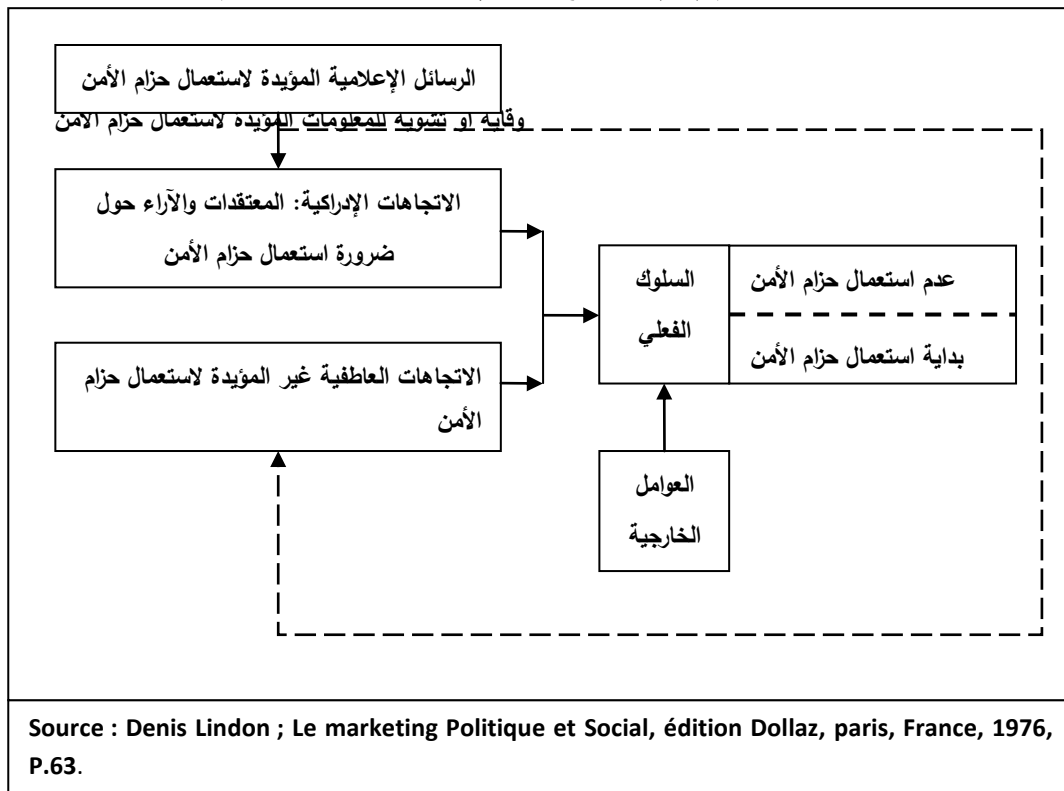 الرسائل الإعلامية المؤيدة لاستعمال حزام الأمن
وقاية او تشويه للمعلومات المؤيدة لاستعمال حزام الأمن
الاتجاهات الإدراكية: المعتقدات والآراء حول
ضرورة استعمال حزام الأمن
السلوك
الفعلي
عدم استعمال حزام الأمن
بداية استعمال حزام الأمن
الاتجاهات العاطفية غير المؤيدة لاستعمال حزام
الأمن
العوامل
الخارجية
Source : Denis Lindon ; Le marketing Politique et Social, édition Dollaz, paris, France, 1976,
P.63.